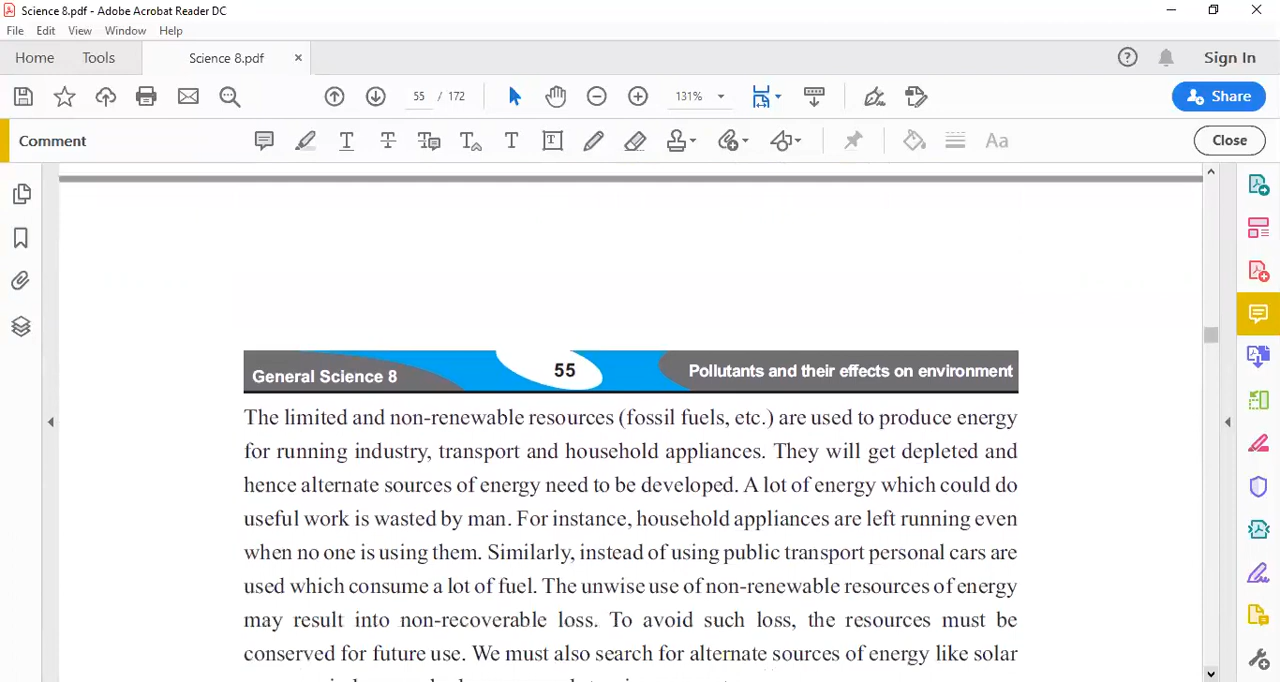 Science 8.pdf - Adobe Acrobat Reader DC
File Edit View Window Help
Home Tools Science 8.pdf × Sign In
55 / 172 131% Share
Comment Close
General Science 8 55 Pollutants and their effects on environment
The limited and non-renewable resources (fossil fuels, etc.) are used to produce energy
for running industry, transport and household appliances. They will get depleted and
hence alternate sources of energy need to be developed. A lot of energy which could do
useful work is wasted by man. For instance, household appliances are left running even
when no one is using them. Similarly, instead of using public transport personal cars are
used which consume a lot of fuel. The unwise use of non-renewable resources of energy
may result into non-recoverable loss. To avoid such loss, the resources must be
conserved for future use. We must also search for alternate sources of energy like solar